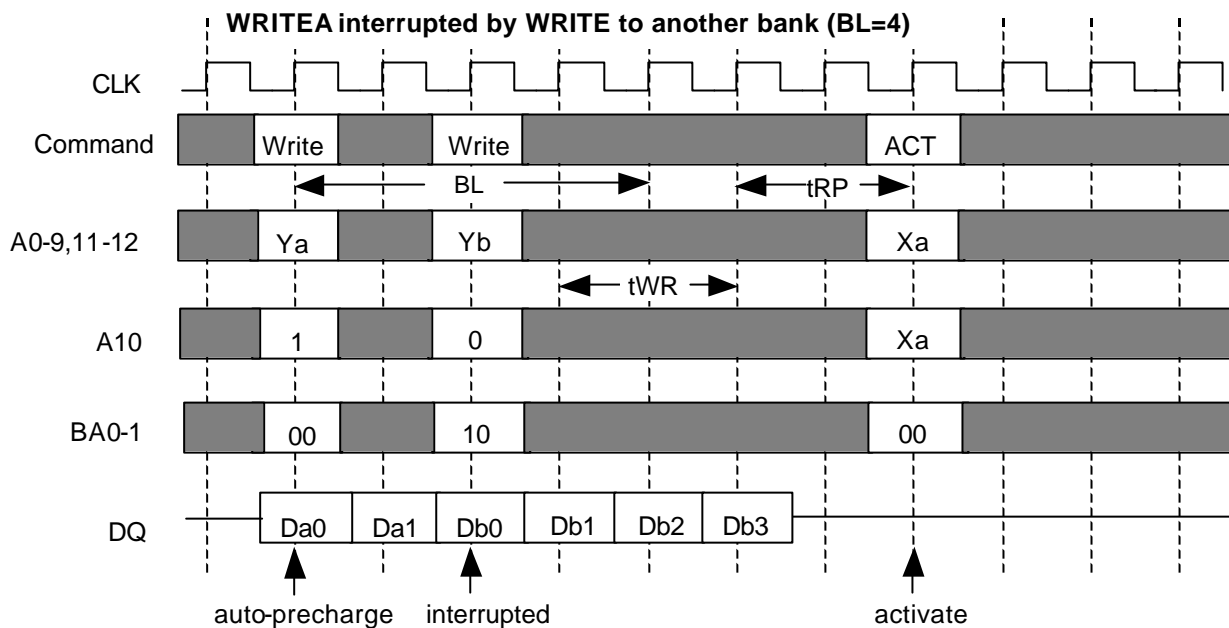 WRITEA interrupted by WRITE to another bank (BL=4)
CLK
Command Write Write ACT
BL tRP
A0-9,11-12 Ya Yb Xa
tWR
A10 1 0 Xa
BA0-1 00 10 00
DQ Da0 Da1 Db0 Db1 Db2 Db3
auto-precharge interrupted activate